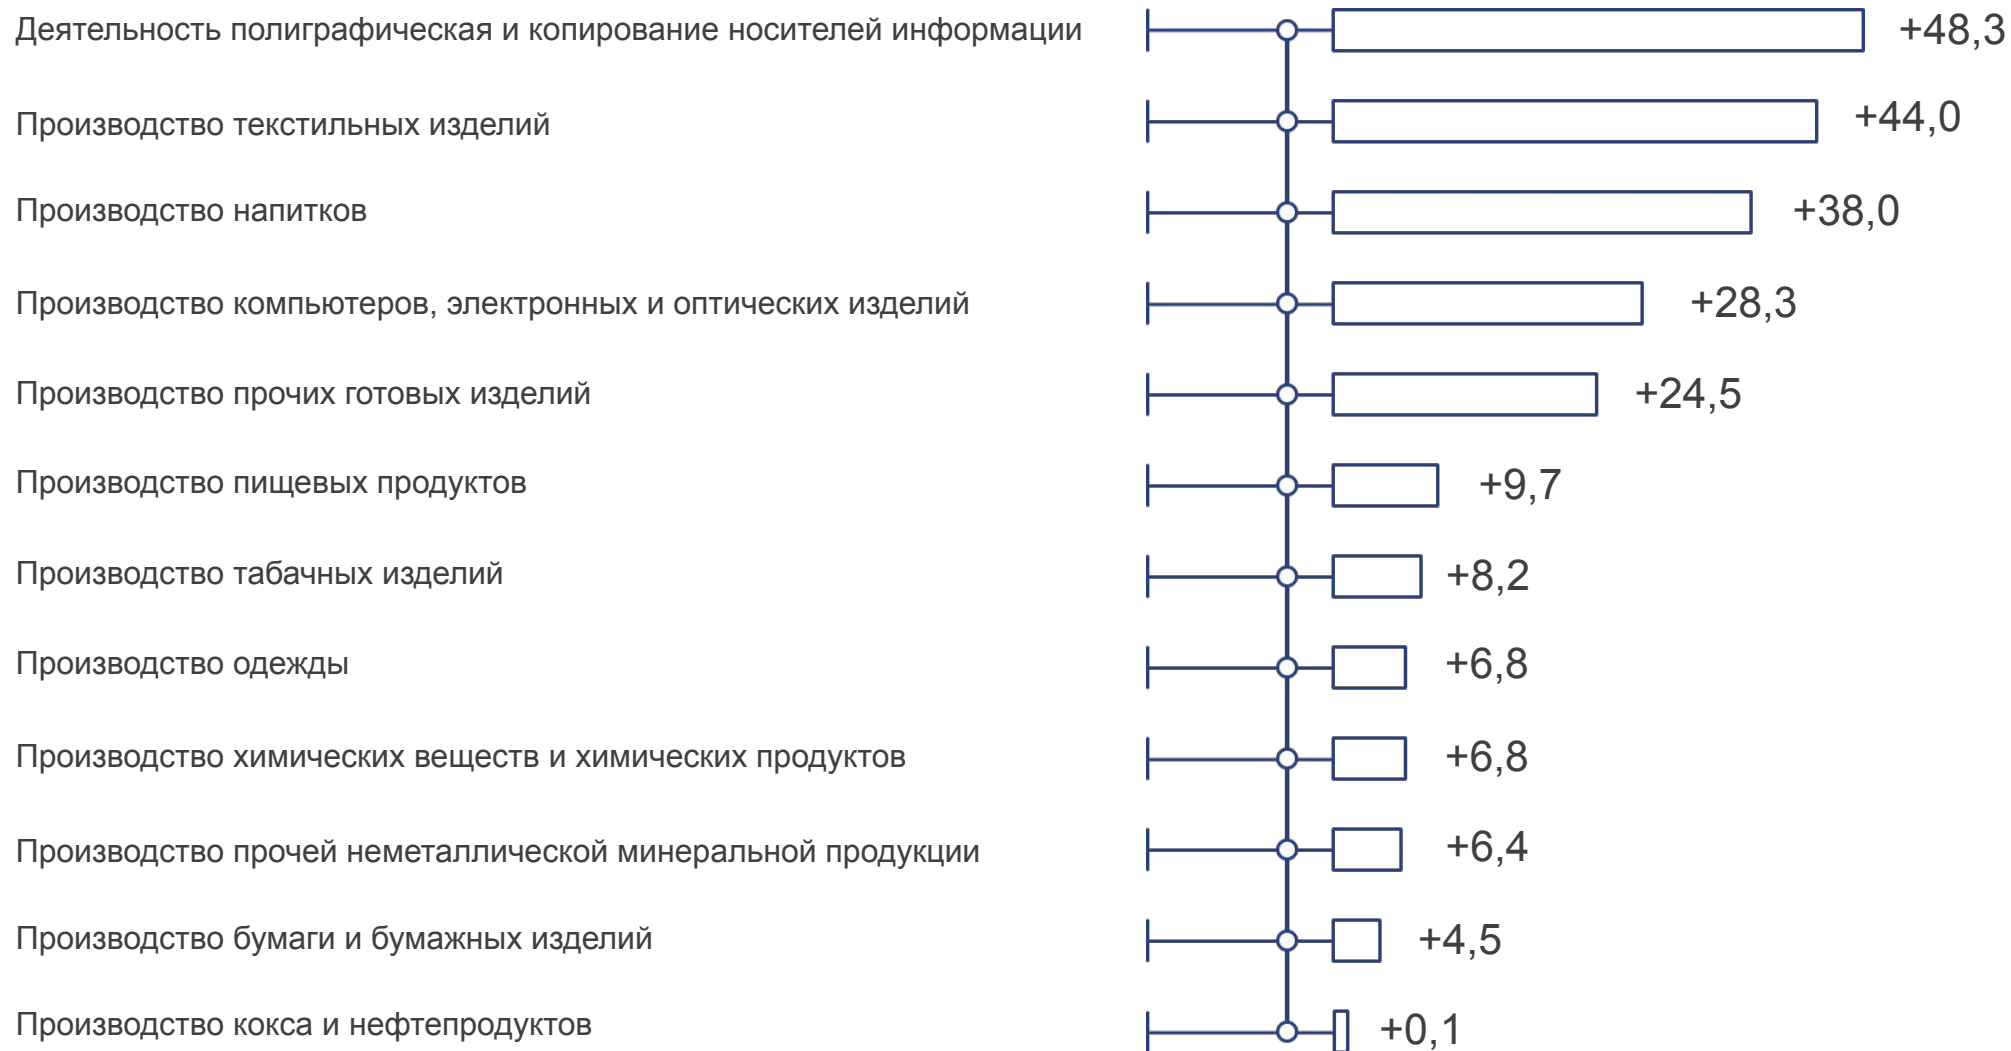 Деятельность полиграфическая и копирование носителей информации +48,3
Производство текстильных изделий +44,0
Производство напитков +38,0
Производство компьютеров, электронных и оптических изделий +28,3
Производство прочих готовых изделий +24,5
Производство пищевых продуктов +9,7
Производство табачных изделий +8,2
Производство одежды +6,8
Производство химических веществ и химических продуктов +6,8
Производство прочей неметаллической минеральной продукции +6,4
Производство бумаги и бумажных изделий +4,5
Производство кокса и нефтепродуктов +0,1